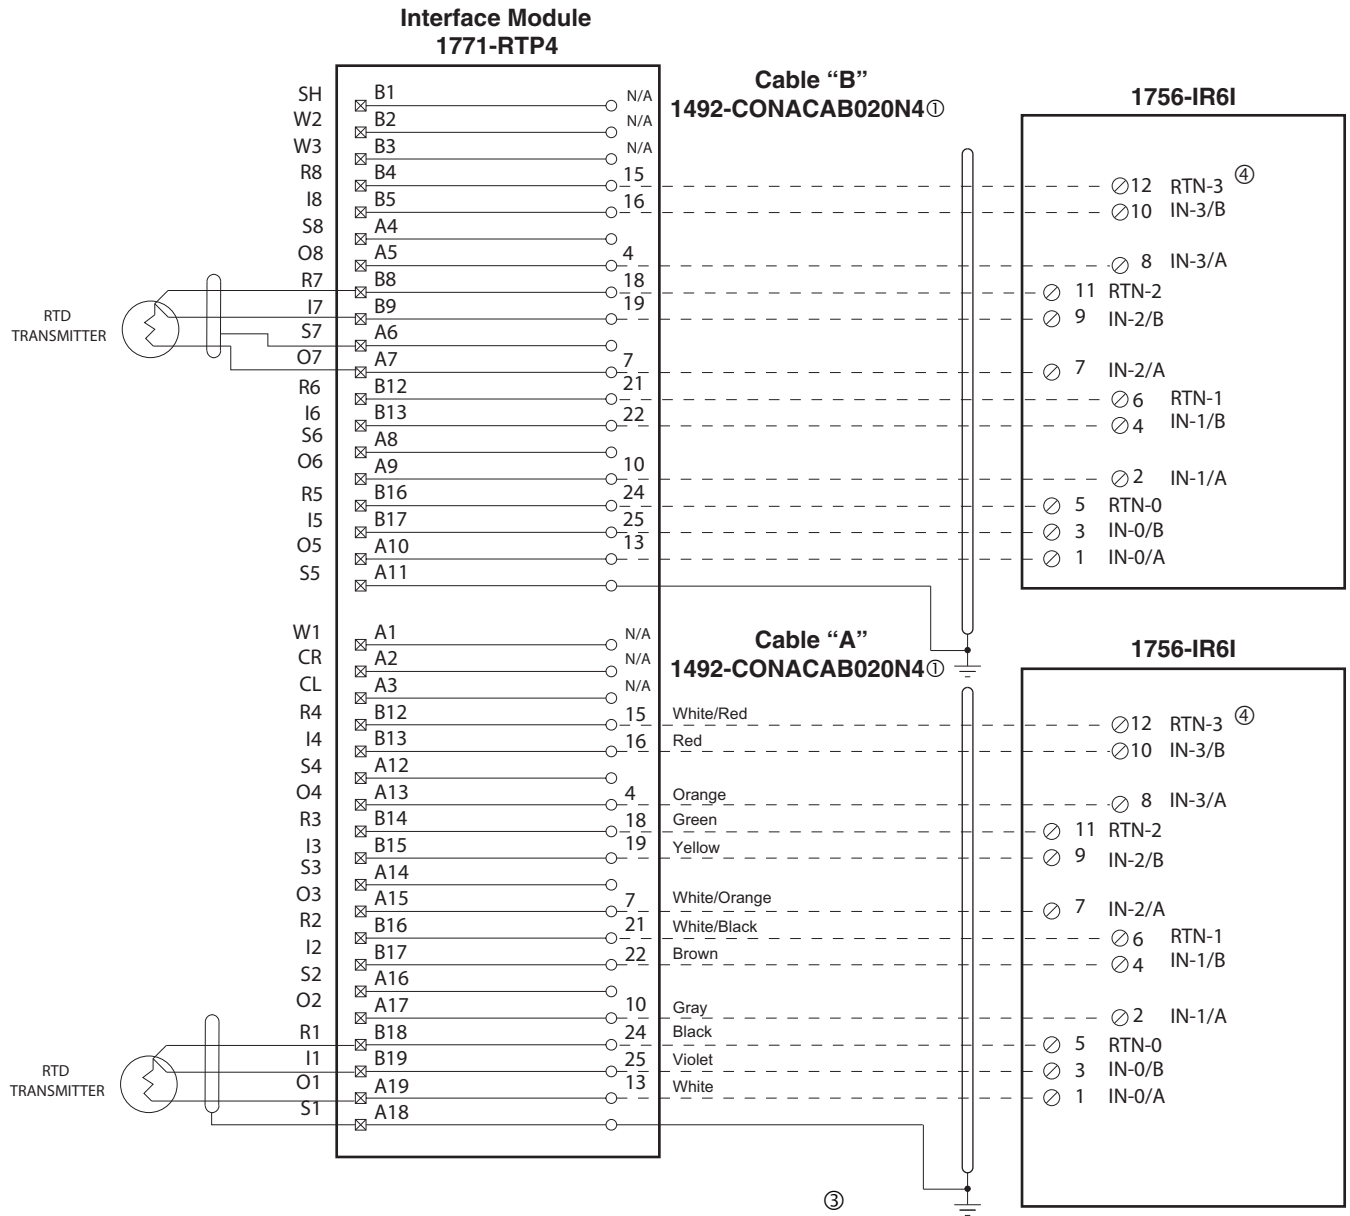 Interface Module
1771-RTP4
Cable “B”
1492-CONACAB020N4①
1756-IR6I
SH B1 N/A
W2 B2 N/A
W3 B3 N/A
R8 B4 15 12 RTN-3 ④
I8 B5 16 10 IN-3/B
S8 A4
O8 A5 4 8 IN-3/A
R7 B8 18 11 RTN-2
I7 B9 19 9 IN-2/B
RTD
TRANSMITTER
S7 A6
O7 A7 7 7 IN-2/A
R6 B12 21 6 RTN-1
I6 B13 22 4 IN-1/B
S6 A8
O6 A9 10 2 IN-1/A
R5 B16 24 5 RTN-0
I5 B17 25 3 IN-0/B
O5 A10 13 1 IN-0/A
S5 A11
Cable “A”
1492-CONACAB020N4①
1756-IR6I
W1 A1 N/A
CR A2 N/A
CL A3 N/A
R4 B12 15 White/Red 12 RTN-3 ④
I4 B13 16 Red 10 IN-3/B
S4 A12
O4 A13 4 Orange 8 IN-3/A
R3 B14 18 Green 11 RTN-2
I3 B15 19 Yellow 9 IN-2/B
S3 A14
O3 A15 7 White/Orange 7 IN-2/A
R2 B16 21 White/Black 6 RTN-1
I2 B17 22 Brown 4 IN-1/B
S2 A16
O2 A17 10 Gray 2 IN-1/A
R1 B18 24 Black 5 RTN-0
I1 B19 25 Violet 3 IN-0/B
RTD
TRANSMITTER
O1 A19 13 White 1 IN-0/A
S1 A18
③